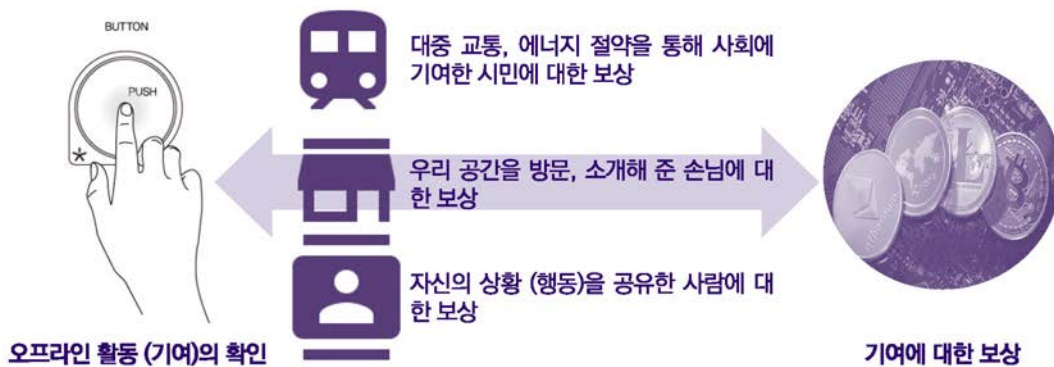 BUTTON
PUSH
*
대중 교통, 에너지 절약을 통해 사회에
기여한 시민에 대한 보상
우리 공간을 방문, 소개해 준 손님에 대
한 보상
자신의 상황 (행동)을 공유한 사람에 대
한 보상
오프라인 활동 (기여)의 확인
기여에 대한 보상